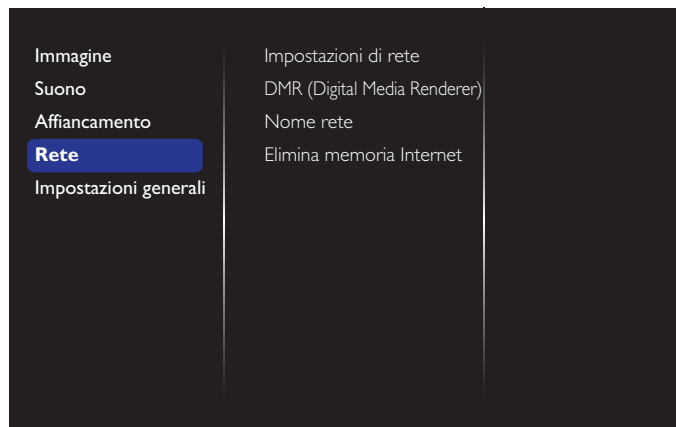 Immagine
Suono
Affiancamento
Rete
Impostazioni generali
Impostazioni di rete
DMR (Digital Media Renderer)
Nome rete
Elimina memoria Internet